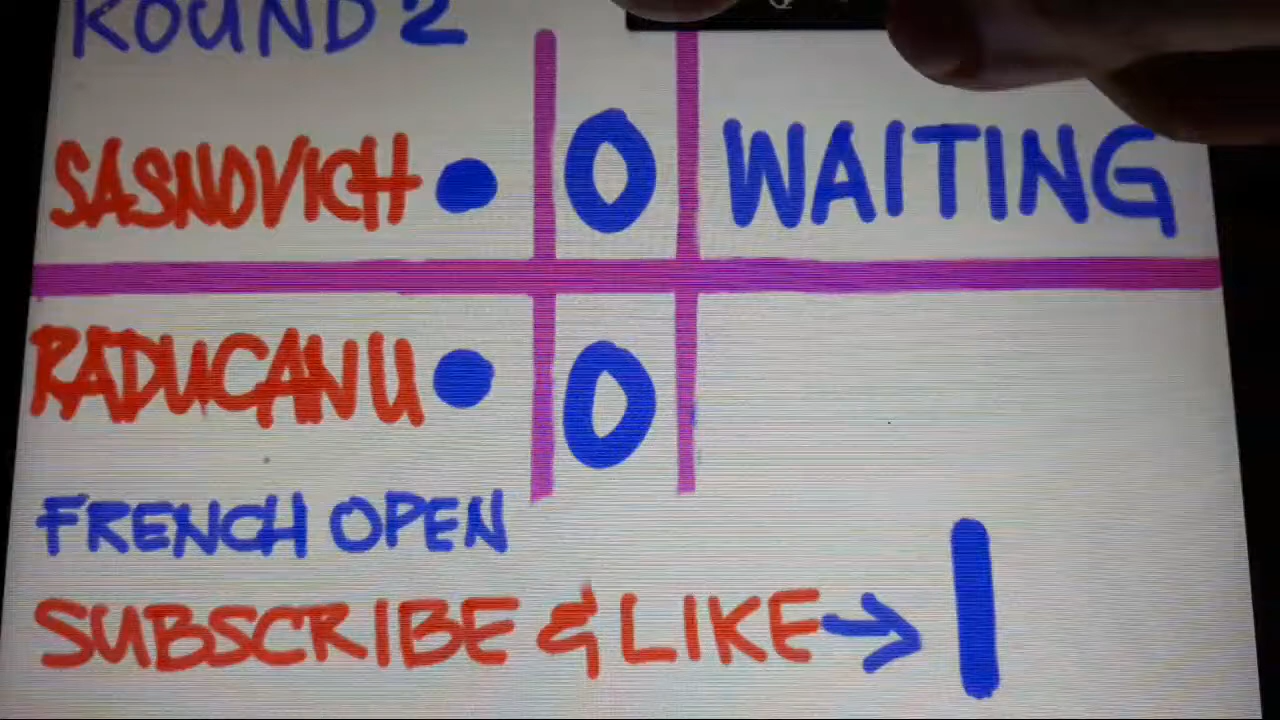 ROUND 2
SASNOVICH • 0 WAITING
RADUCANU • 0
FRENCH OPEN
SUBSCRIBE & LIKE → 1